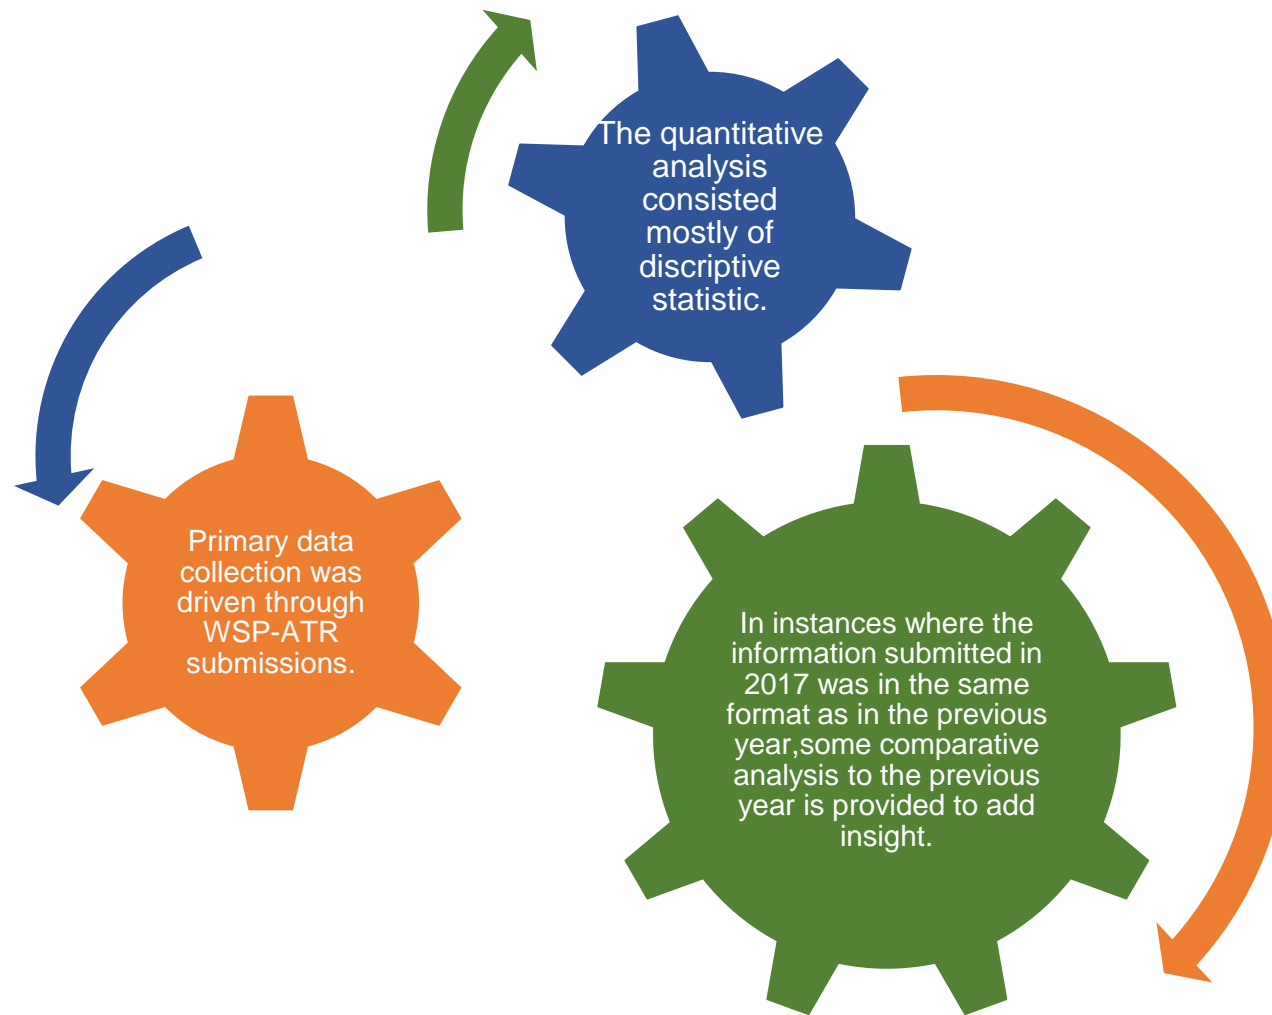 The quantitative
analysis
consisted
mostly of
discriptive
statistic.
Primary data
collection was
driven through
WSP-ATR
submissions.
In instances where the
information submitted in
2017 was in the same
format as in the previous
year,some comparative
analysis to the previous
year is provided to add
insight.